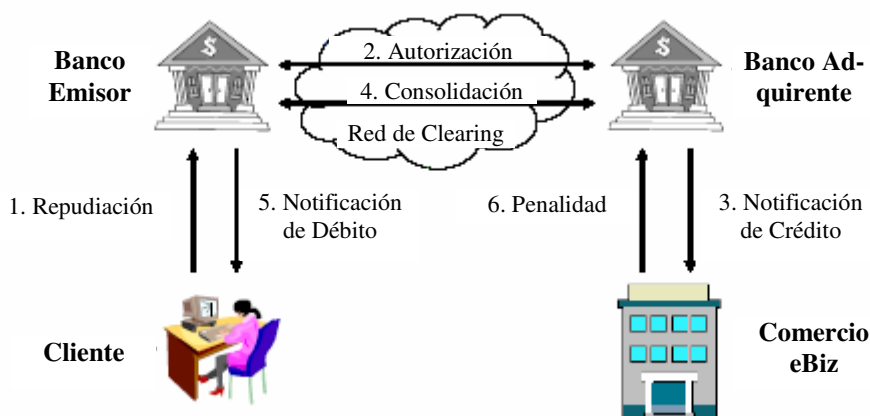 Banco
Emisor
2. Autorización
4. Consolidación
Red de Clearing
Banco Ad-
quirente
1. Repudiación
5. Notificación
de Débito
6. Penalidad
3. Notificación
de Crédito
Cliente
Comercio
eBiz